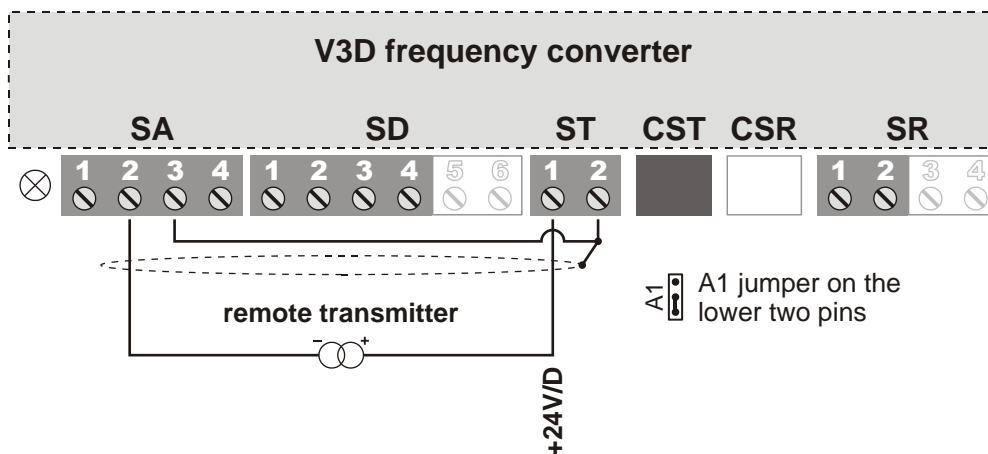 V3D frequency converter
SA SD ST CST CSR SR
1 2 3 4 1 2 3 4 5 6 1 2 1 2 3 4
A1
A1 jumper on the
lower two pins
remote transmitter
- +
+24V/D